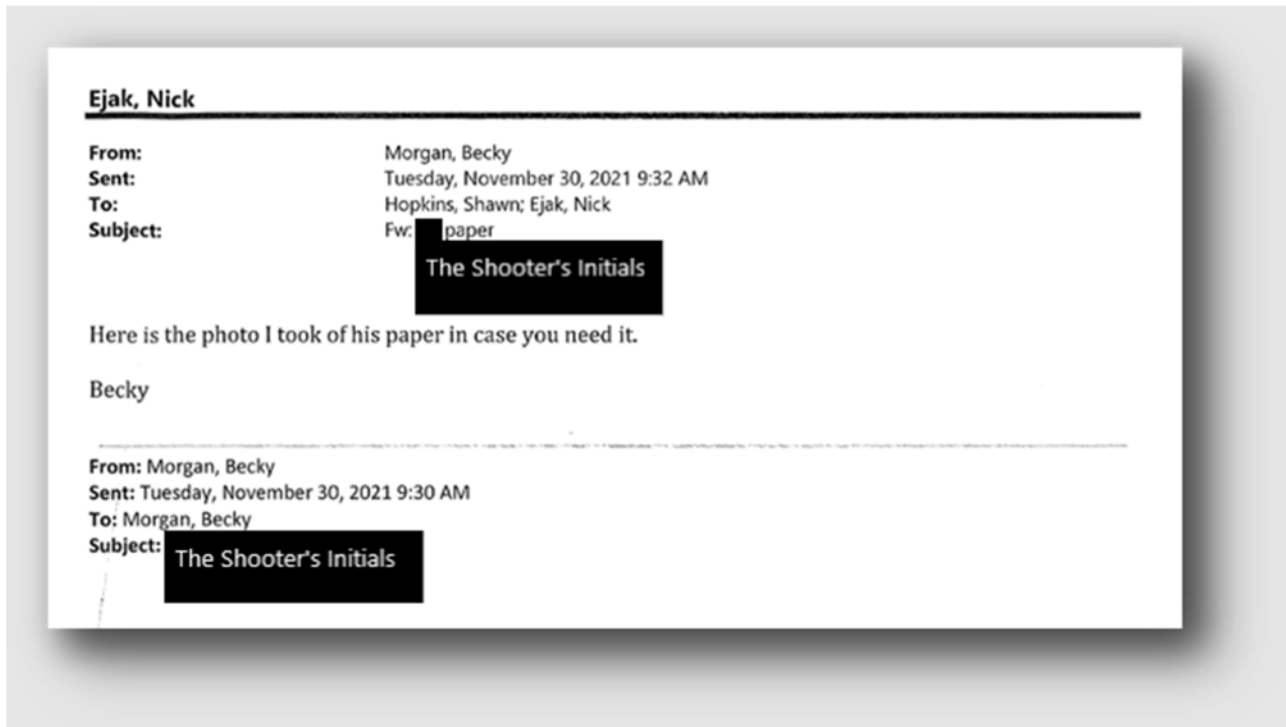 Ejak, Nick
From: Morgan, Becky
Sent: Tuesday, November 30, 2021 9:32 AM
To: Hopkins, Shawn; Ejak, Nick
Subject: Fw: paper
The Shooter's Initials
Here is the photo I took of his paper in case you need it.
Becky
From: Morgan, Becky
Sent: Tuesday, November 30, 2021 9:30 AM
To: Morgan, Becky
Subject:
The Shooter's Initials